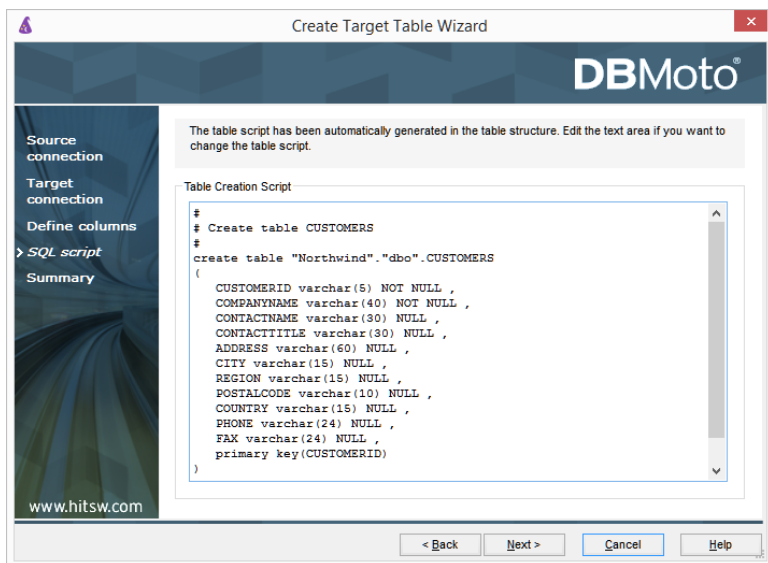 Create Target Table Wizard
DBMoto®
Source
connection
Target
connection
Define columns
SQL script
Summary
www.hitsw.com
The table script has been automatically generated in the table structure. Edit the text area if you want to
change the table script.
Table Creation Script
#
# Create table CUSTOMERS
#
create table "Northwind"."dbo".CUSTOMERS
(
CUSTOMERID varchar(5) NOT NULL ,
COMPANYNAME varchar(40) NOT NULL ,
CONTACTNAME varchar(30) NULL ,
CONTACTTITLE varchar(30) NULL ,
ADDRESS varchar(60) NULL ,
CITY varchar(15) NULL ,
REGION varchar(15) NULL ,
POSTALCODE varchar(10) NULL ,
COUNTRY varchar(15) NULL ,
PHONE varchar(24) NULL ,
FAX varchar(24) NULL ,
primary key(CUSTOMERID)
)
< Back
Next >
Cancel
Help